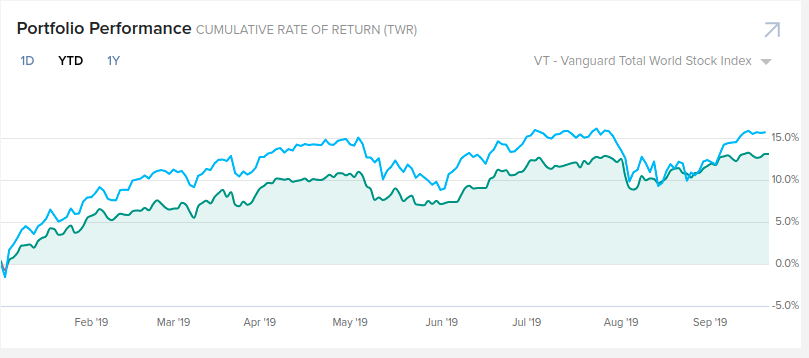 Portfolio Performance CUMULATIVE RATE OF RETURN (TWR)
1D YTD 1Y VT - Vanguard Total World Stock Index
15.0%
10.0%
5.0%
0.0%
-5.0%
Feb '19 Mar '19 Apr '19 May '19 Jun '19 Jul '19 Aug '19 Sep '19